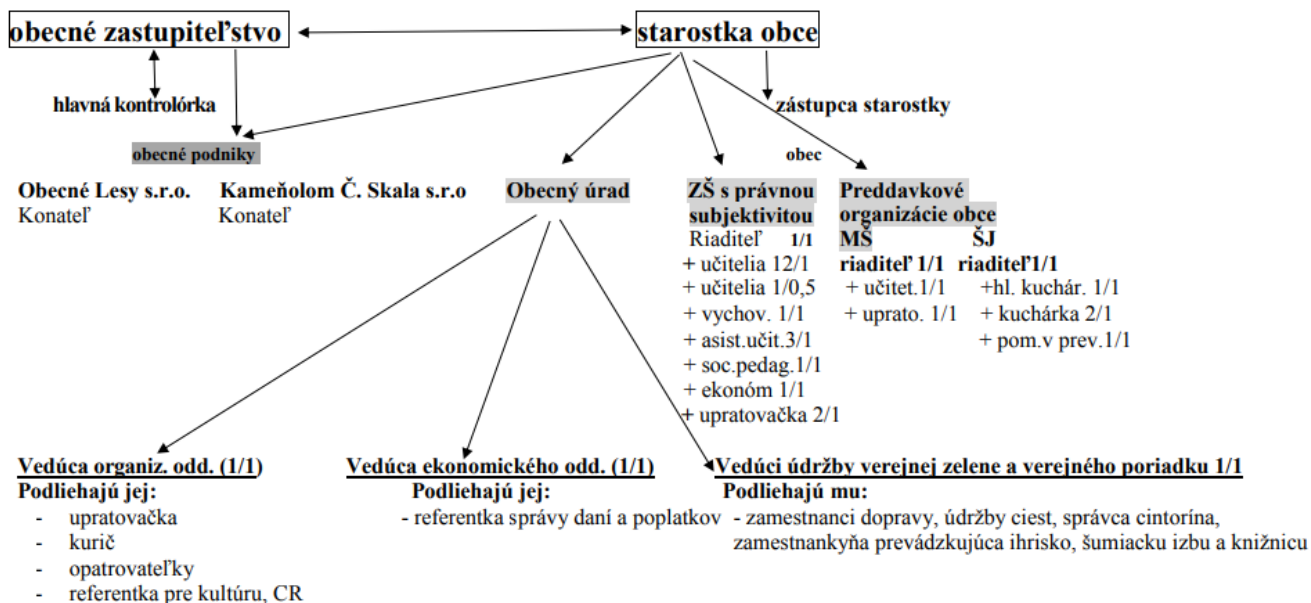 obecné zastupiteľstvo
starostka obce
hlavná kontrolórka
zástupca starostky
obecné podniky
obec
Obecné Lesy s.r.o.
Konateľ
Kameňolom Č. Skala s.r.o
Konateľ
Obecný úrad
ZŠ s právnou
subjektivitou
Riaditeľ 1/1
+ učitelia 12/1
+ učitelia 1/0,5
+ vychov. 1/1
+ asist.učit.3/1
+ soc.pedag.1/1
+ ekonóm 1/1
+ upratovačka 2/1
Preddavkové
organizácie obce
MŠ
riaditeľ 1/1
+ učitet.1/1
+ uprato. 1/1
ŠJ
riaditeľ1/1
+hl. kuchár. 1/1
+ kuchárka 2/1
+ pom.v prev.1/1
Vedúca organiz. odd. (1/1)
Podliehajú jej:
- upratovačka
- kurič
- opatrovateľky
- referentka pre kultúru, CR
Vedúca ekonomického odd. (1/1)
Podliehajú jej:
- referentka správy daní a poplatkov
Vedúci údržby verejnej zelene a verejného poriadku 1/1
Podliehajú mu:
- zamestnanci dopravy, údržby ciest, správca cintorína,
zamestnankyňa prevádzkujúca ihrisko, šumiacku izbu a knižnicu